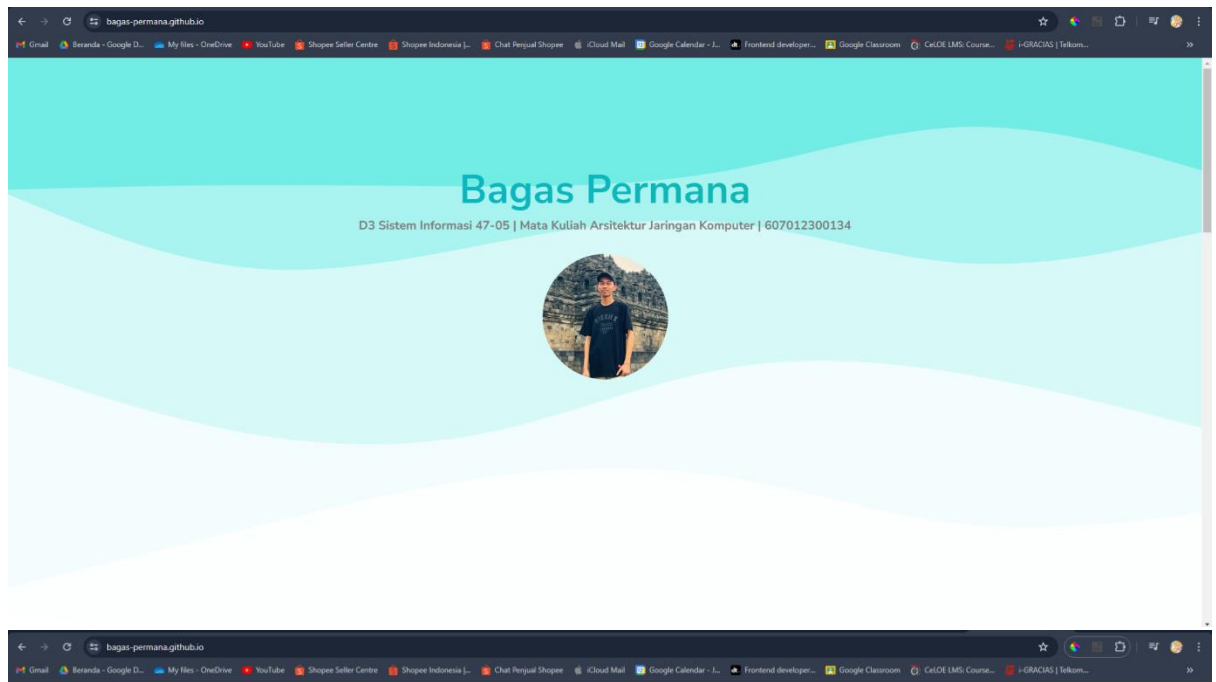 bagas-permana.github.io
Gmail Beranda - Google D... My files - OneDrive YouTube Shopee Seller Centre Shopee Indonesia |... Chat Penjual Shopee iCloud Mail Google Calendar - J... Frontend developer... Google Classroom CeLOE LMS: Course... i-GRACIAS | Telkom... »
Bagas Permana
D3 Sistem Informasi 47-05 | Mata Kuliah Arsitektur Jaringan Komputer | 607012300134
bagas-permana.github.io
Gmail Beranda - Google D... My files - OneDrive YouTube Shopee Seller Centre Shopee Indonesia |... Chat Penjual Shopee iCloud Mail Google Calendar - J... Frontend developer... Google Classroom CeLOE LMS: Course... i-GRACIAS | Telkom... »